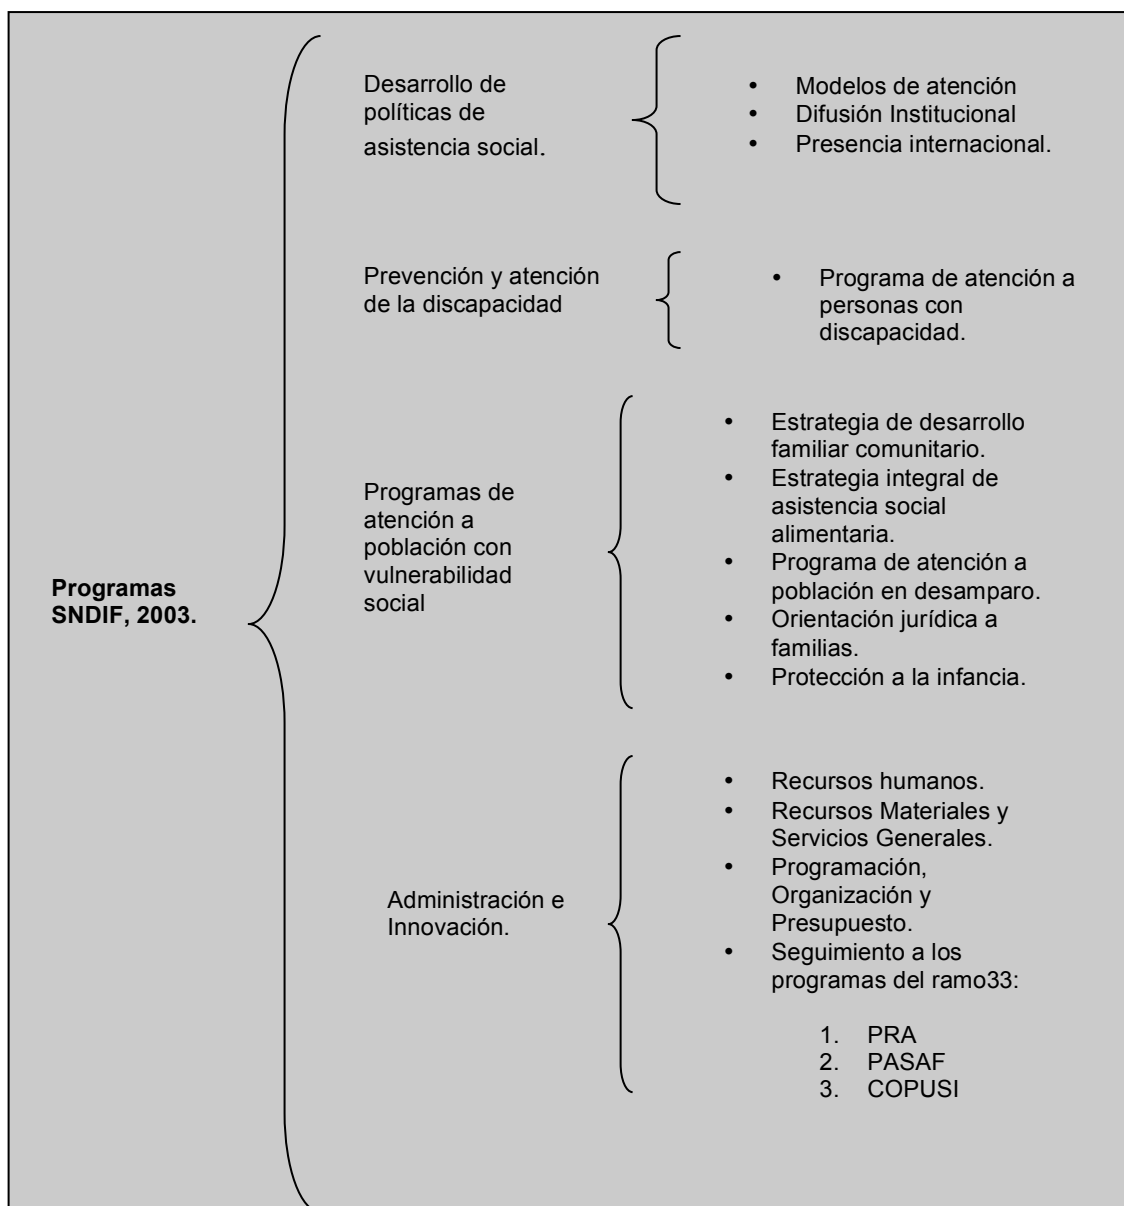 Programas
SNDIF, 2003.
Desarrollo de
políticas de
asistencia social.
• Modelos de atención
• Difusión Institucional
• Presencia internacional.
Prevención y atención
de la discapacidad
• Programa de atención a
personas con
discapacidad.
Programas de
atención a
población con
vulnerabilidad
social
• Estrategia de desarrollo
familiar comunitario.
• Estrategia integral de
asistencia social
alimentaria.
• Programa de atención a
población en desamparo.
• Orientación jurídica a
familias.
• Protección a la infancia.
Administración e
Innovación.
• Recursos humanos.
• Recursos Materiales y
Servicios Generales.
• Programación,
Organización y
Presupuesto.
• Seguimiento a los
programas del ramo33:
1. PRA
2. PASAF
3. COPUSI